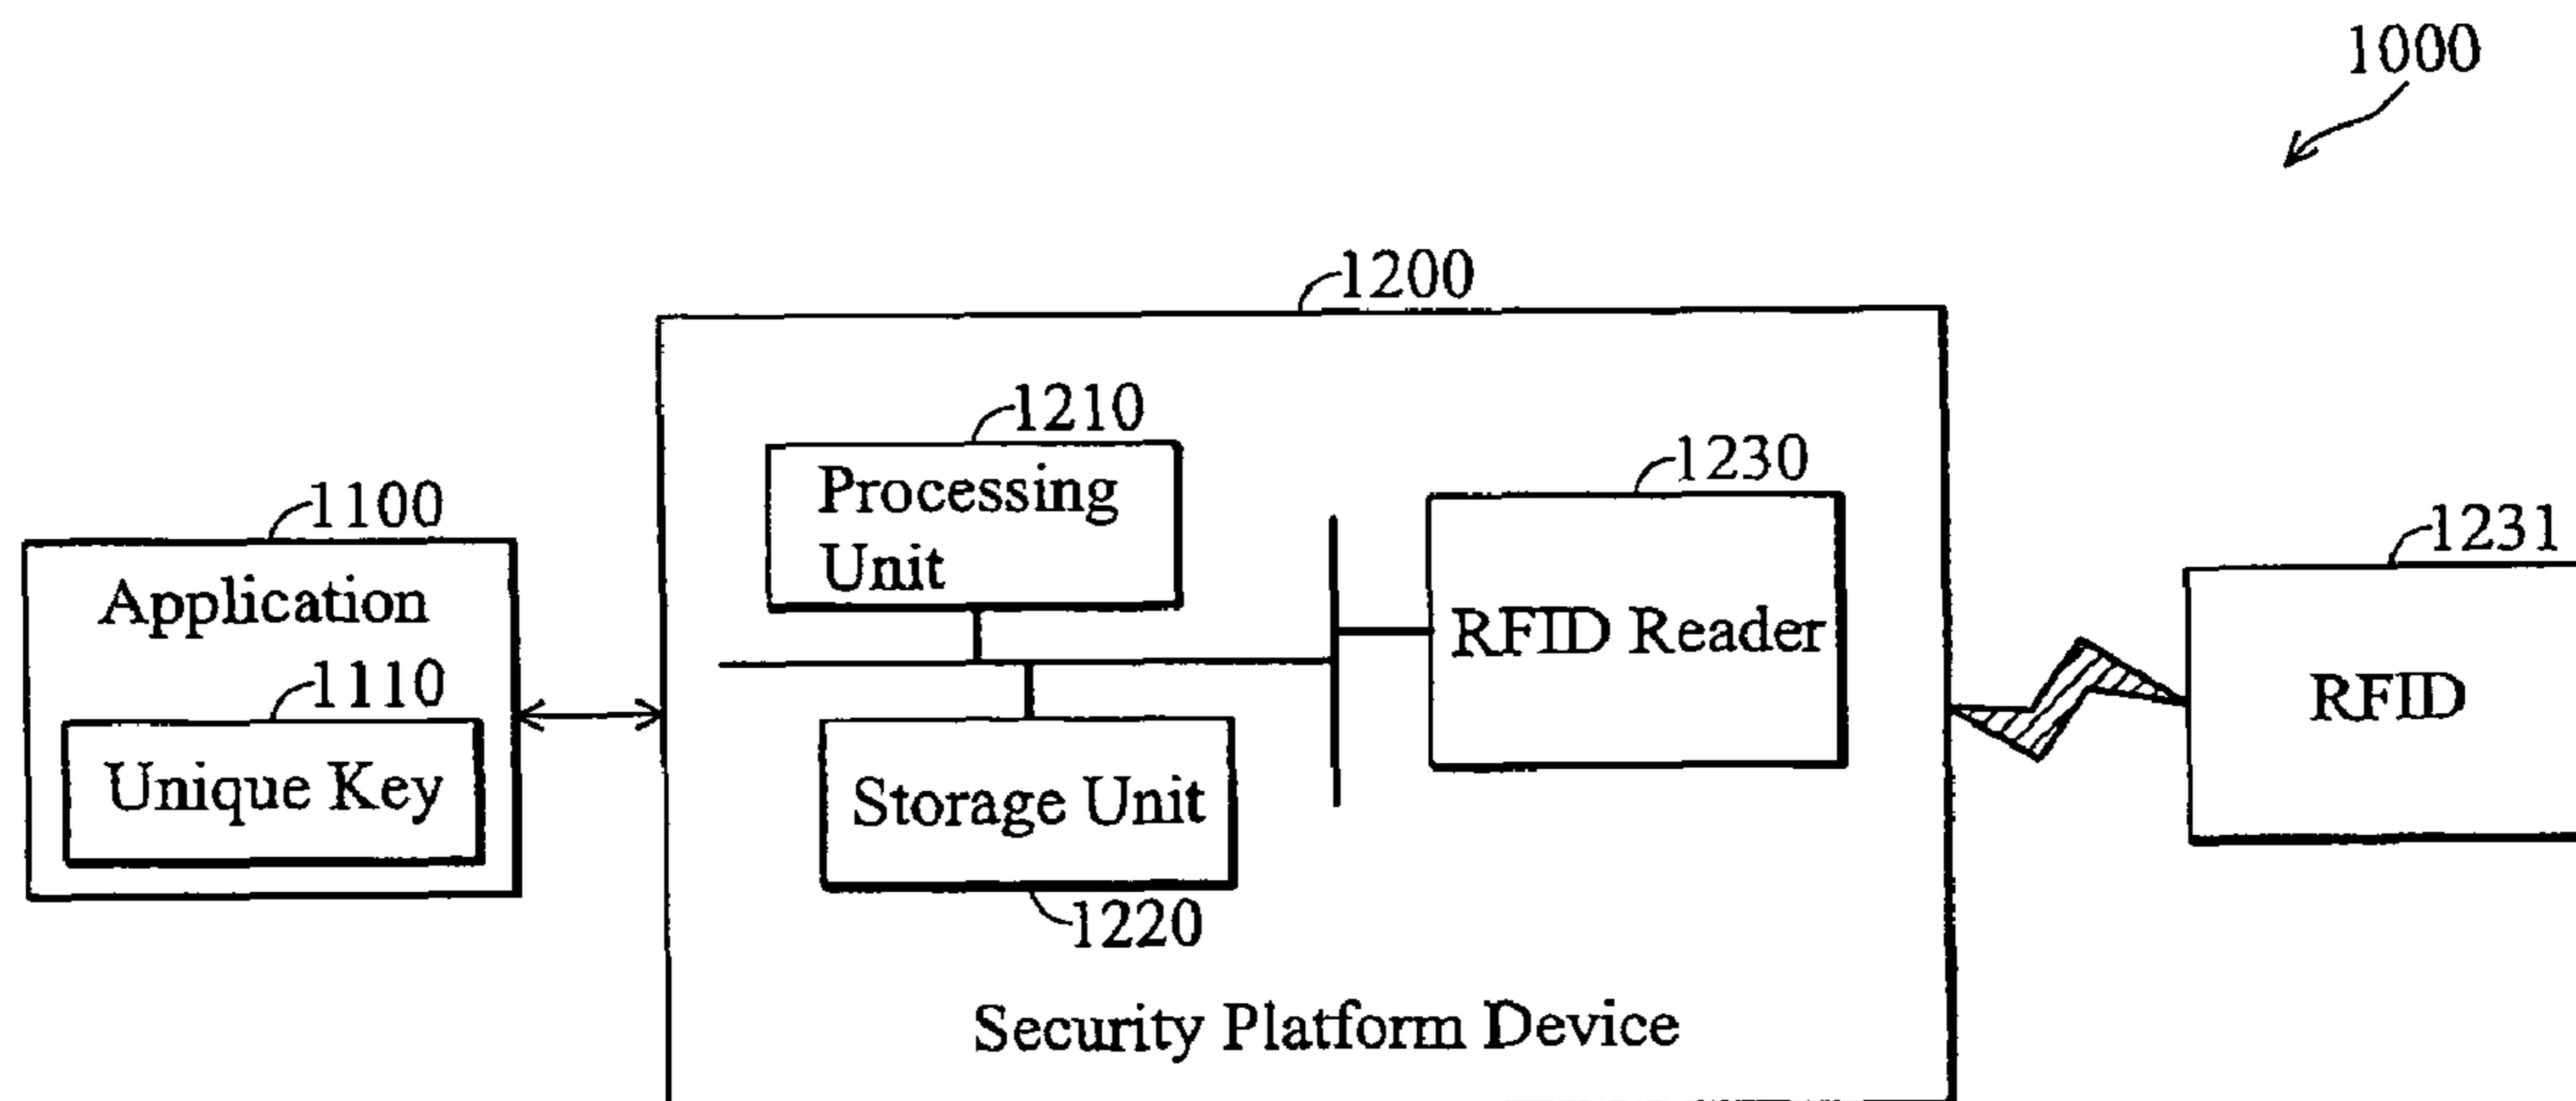 1000
1200
1210
Processing
Unit
1230
RFID Reader
1100
Application
1110
Unique Key
Storage Unit
1220
Security Platform Device
1231
RFID